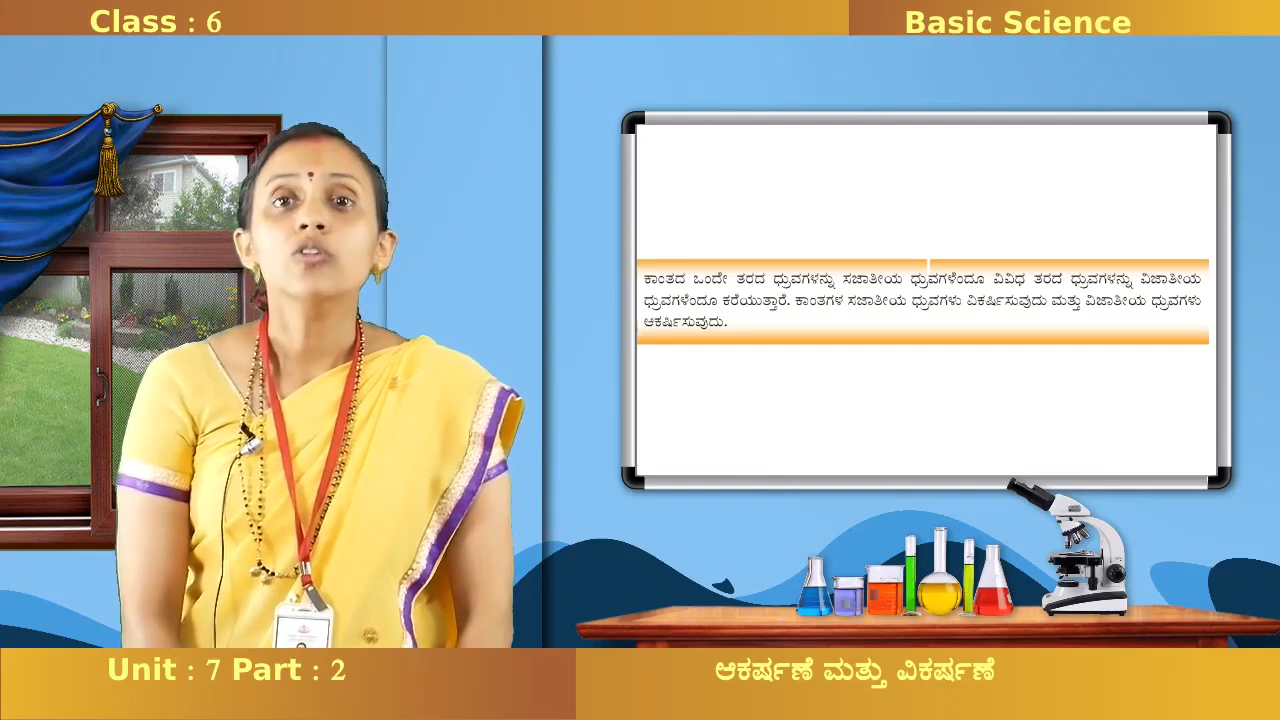 Class : 6
Basic Science
ಕಾಂತದ ಒಂದೇ ತರದ ಧ್ರುವಗಳನ್ನು ಸಜಾತೀಯ ಧ್ರುವಗಳೆಂದೂ ವಿವಿಧ ತರದ ಧ್ರುವಗಳನ್ನು ವಿಜಾತೀಯ
ಧ್ರುವಗಳೆಂದೂ ಕರೆಯುತ್ತಾರೆ. ಕಾಂತಗಳ ಸಜಾತೀಯ ಧ್ರುವಗಳು ವಿಕರ್ಷಿಸುವುದು ಮತ್ತು ವಿಜಾತೀಯ ಧ್ರುವಗಳು
ಆಕರ್ಷಿಸುವುದು.
Unit : 7 Part : 2
ಆಕರ್ಷಣೆ ಮತ್ತು ವಿಕರ್ಷಣೆ